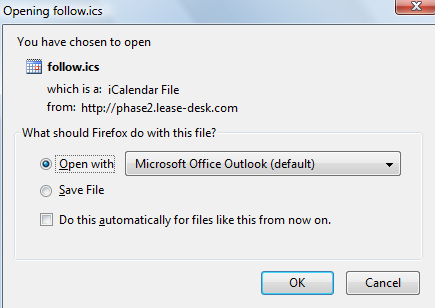 Opening follow.ics
You have chosen to open
follow.ics
which is a: iCalendar File
from: http://phase2.lease-desk.com
What should Firefox do with this file?
Open with Microsoft Office Outlook (default)
Save File
Do this automatically for files like this from now on.
OK Cancel